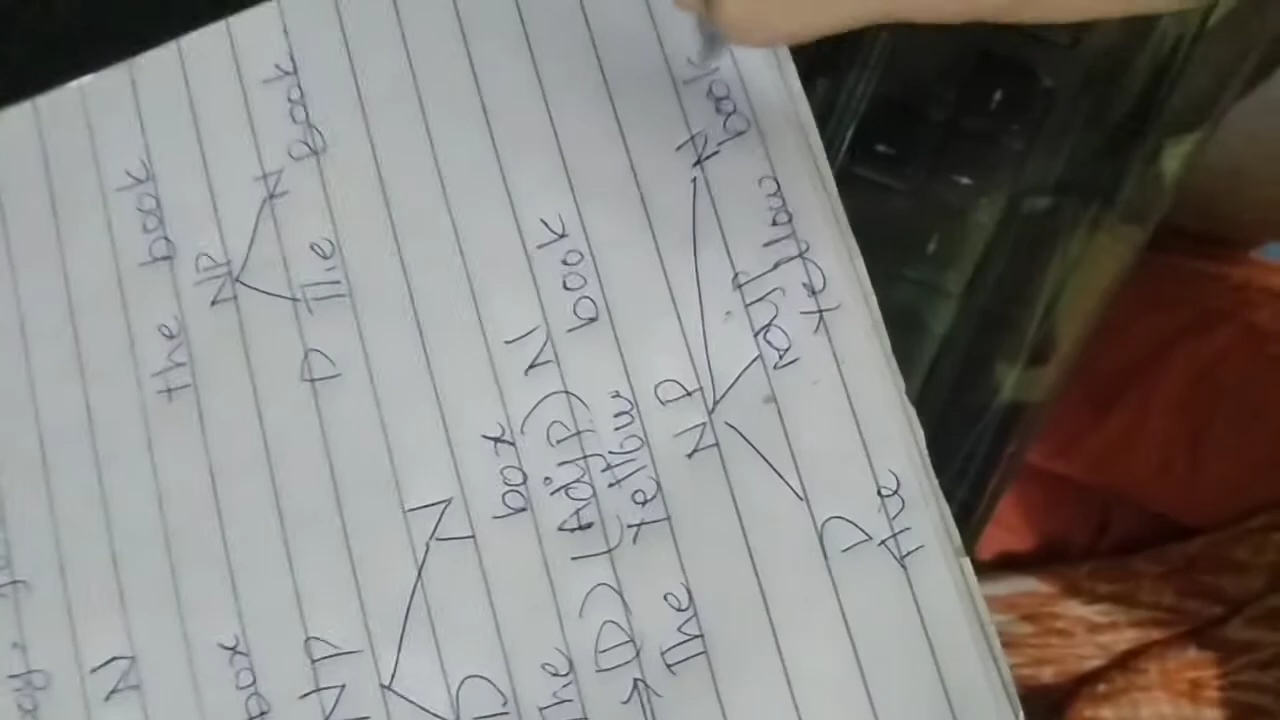 N
the book
NP
N
D The Book
box
NP
D N
The box
→ (D) (AdjP) N
The Yellow book
NP
D AdjP N
The Yellow book